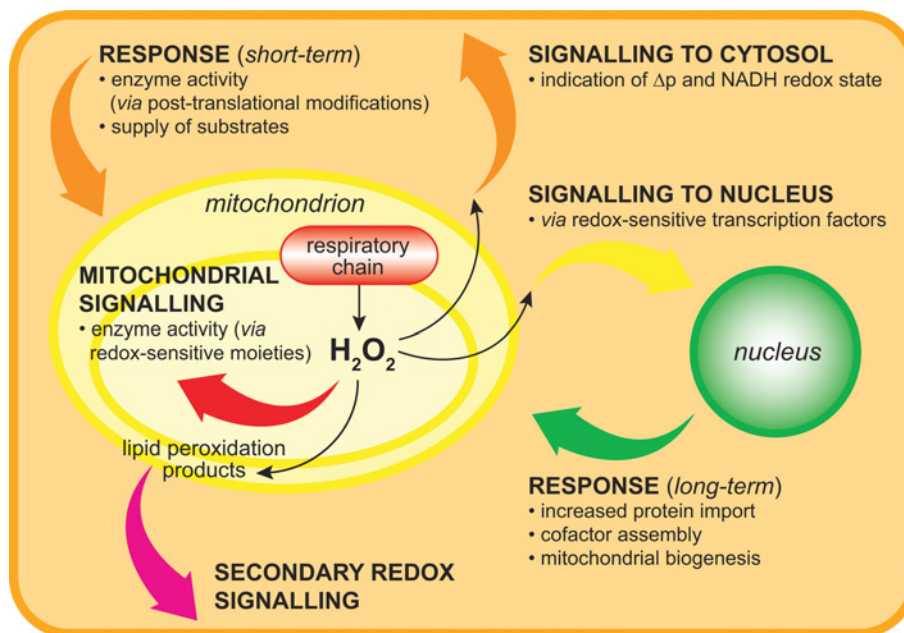 RESPONSE (short-term)
• enzyme activity
(via post-translational modifications)
• supply of substrates
SIGNALLING TO CYTOSOL
• indication of Δp and NADH redox state
mitochondrion
SIGNALLING TO NUCLEUS
• via redox-sensitive transcription factors
respiratory
chain
MITOCHONDRIAL
SIGNALLING
• enzyme activity (via
redox-sensitive moieties)
H₂O₂
nucleus
lipid peroxidation
products
RESPONSE (long-term)
• increased protein import
• cofactor assembly
• mitochondrial biogenesis
SECONDARY REDOX
SIGNALLING